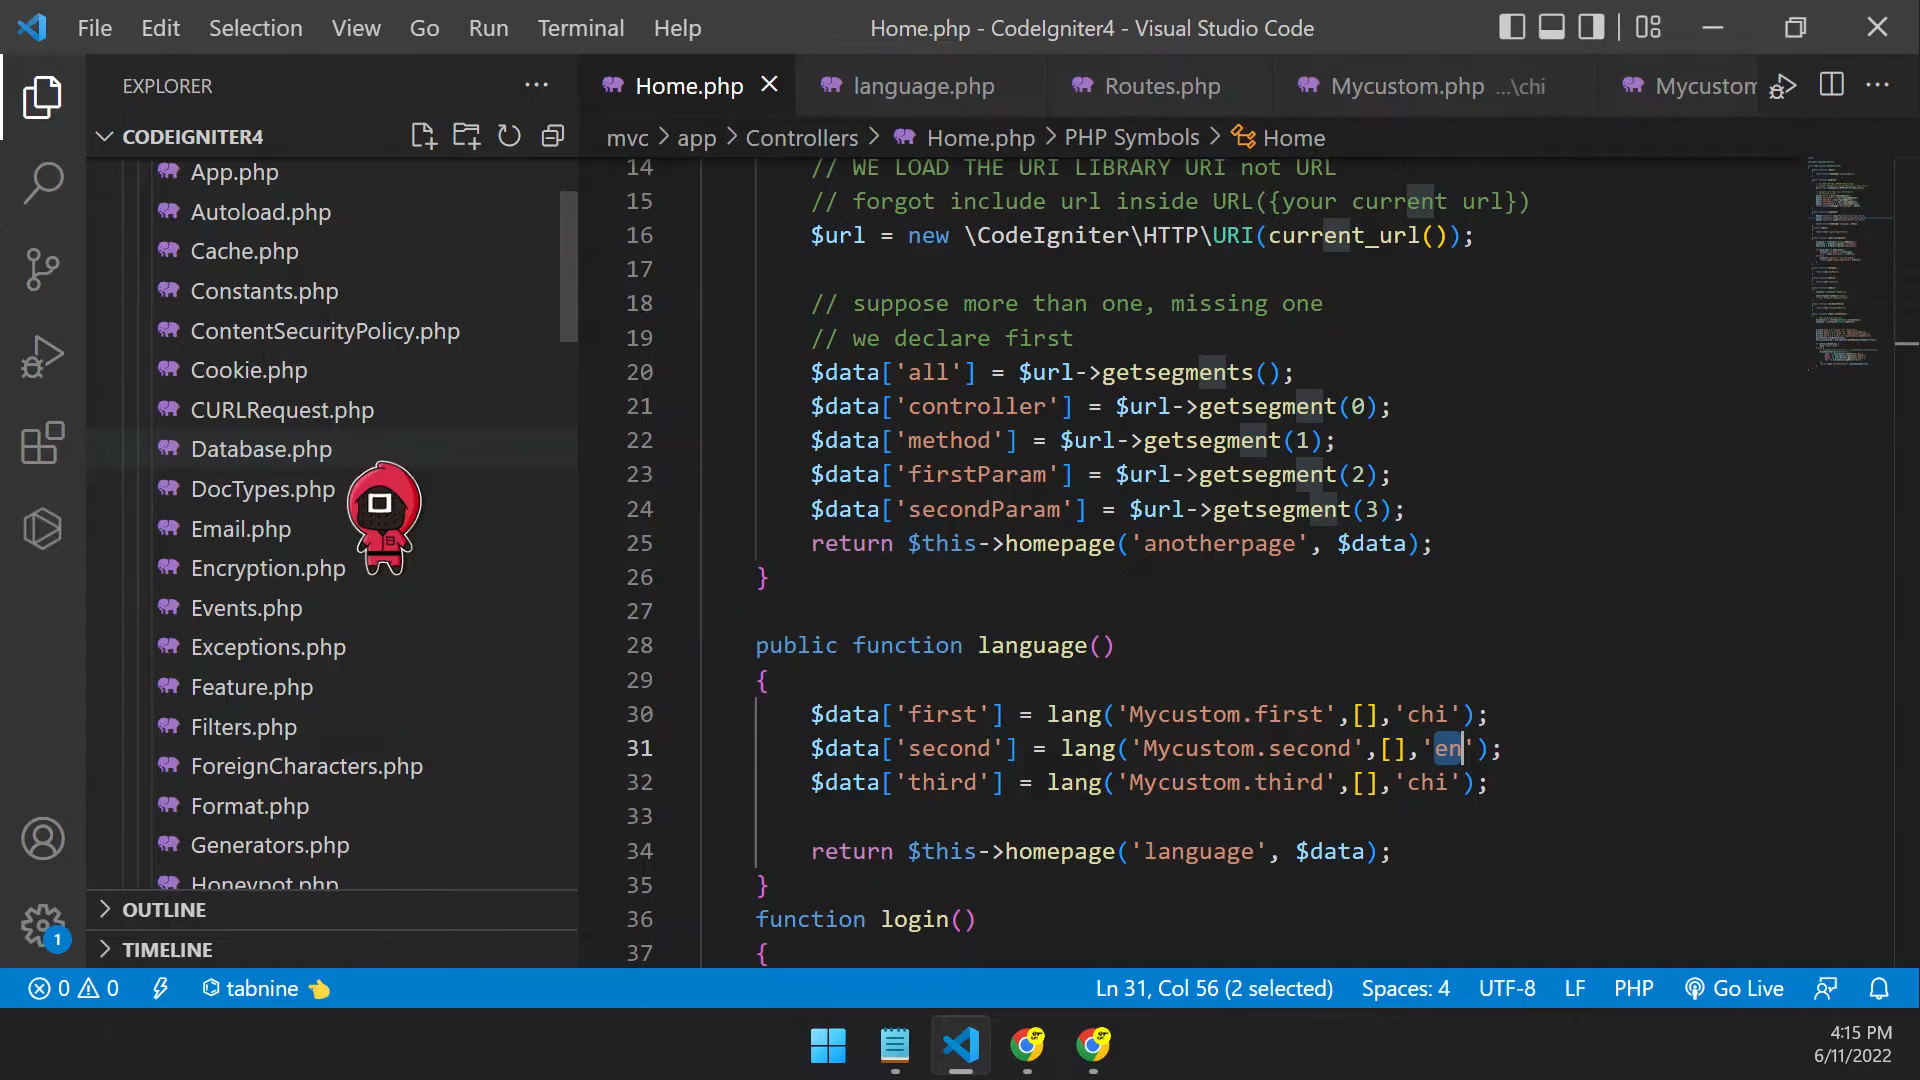 File Edit Selection View Go Run Terminal Help
Home.php - CodeIgniter4 - Visual Studio Code
EXPLORER
Home.php
language.php
Routes.php
Mycustom.php ...\chi
Mycustom
CODEIGNITER4
mvc > app > Controllers > Home.php > PHP Symbols > Home
App.php
Autoload.php
Cache.php
Constants.php
ContentSecurityPolicy.php
Cookie.php
CURLRequest.php
Database.php
DocTypes.php
Email.php
Encryption.php
Events.php
Exceptions.php
Feature.php
Filters.php
ForeignCharacters.php
Format.php
Generators.php
Honeypot.php
OUTLINE
TIMELINE
14 // WE LOAD THE URI LIBRARY URI not URL
15 // forgot include url inside URL({your current url})
16 $url = new \CodeIgniter\HTTP\URI(current_url());
17
18 // suppose more than one, missing one
19 // we declare first
20 $data['all'] = $url->getsegments();
21 $data['controller'] = $url->getsegment(0);
22 $data['method'] = $url->getsegment(1);
23 $data['firstParam'] = $url->getsegment(2);
24 $data['secondParam'] = $url->getsegment(3);
25 return $this->homepage('anotherpage', $data);
26 }
27
28 public function language()
29 {
30 $data['first'] = lang('Mycustom.first',[],'chi');
31 $data['second'] = lang('Mycustom.second',[],'en');
32 $data['third'] = lang('Mycustom.third',[],'chi');
33
34 return $this->homepage('language', $data);
35 }
36 function login()
37 {
1
0 0 tabnine
Ln 31, Col 56 (2 selected) Spaces: 4 UTF-8 LF PHP Go Live
4:15 PM
6/11/2022